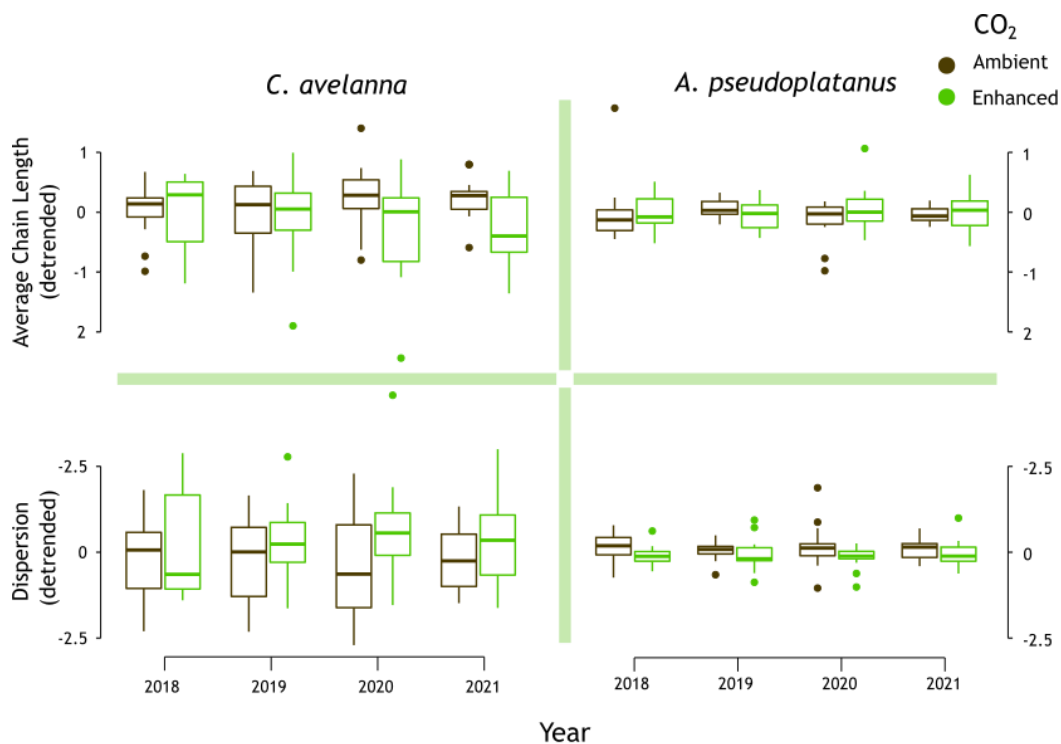 CO₂
Ambient
Enhanced
C. avelanna
A. pseudoplatanus
Average Chain Length
(detrended)
1
0
-1
2
1
0
-1
2
Dispersion
(detrended)
-2.5
0
-2.5
-2.5
0
-2.5
2018 2019 2020 2021
2018 2019 2020 2021
Year